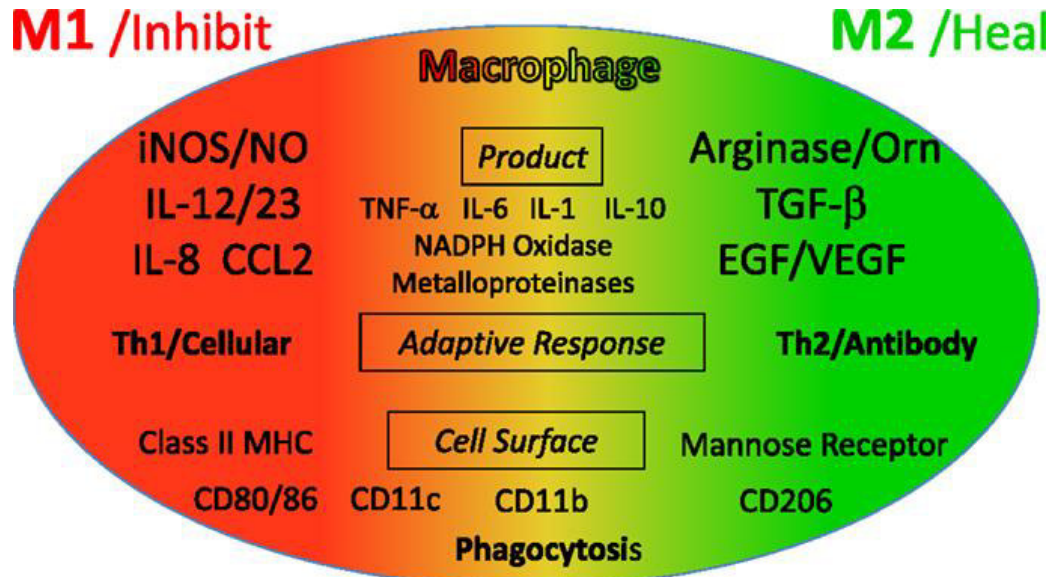 M1 /Inhibit
M2 /Heal
Macrophage
iNOS/NO
Product
Arginase/Orn
IL-12/23
TNF-α IL-6 IL-1 IL-10
TGF-β
IL-8 CCL2
NADPH Oxidase
EGF/VEGF
Metalloproteinases
Th1/Cellular
Adaptive Response
Th2/Antibody
Class II MHC
Cell Surface
Mannose Receptor
CD80/86
CD11c
CD11b
CD206
Phagocytosis